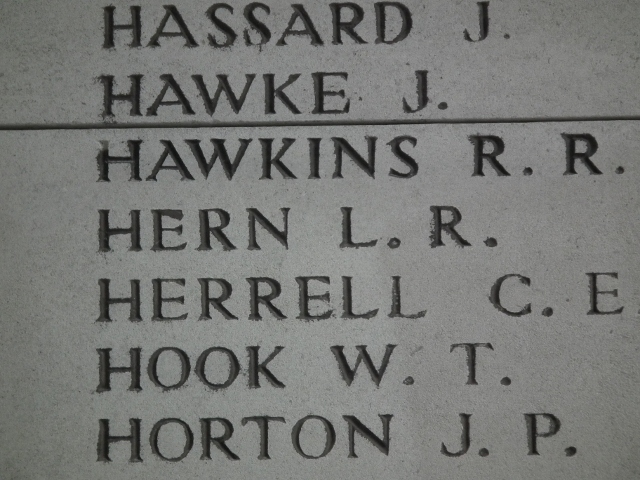 HASSARD J.
HAWKE J.
HAWKINS R. R.
HERN L. R.
HERRELL C. E.
HOOK W. T.
HORTON J. P.